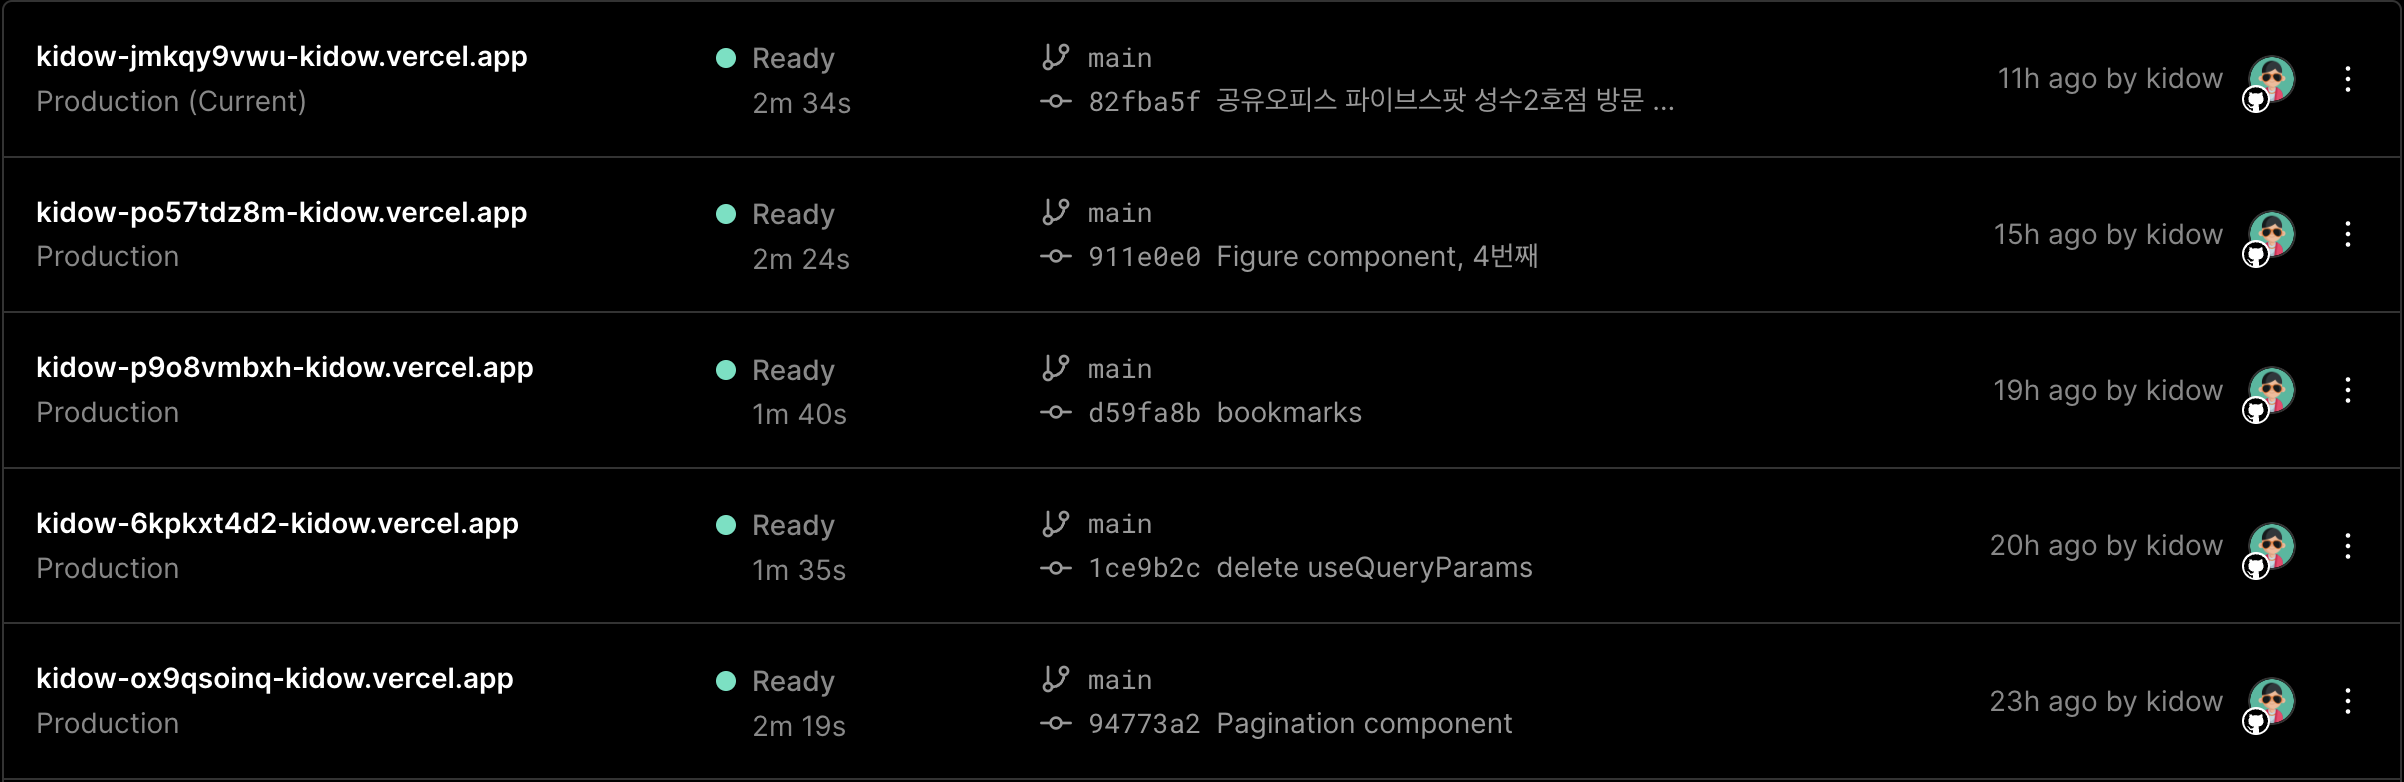 kidow-jmkqy9vwu-kidow.vercel.app
Production (Current)
Ready
2m 34s
main
82fba5f 공유오피스 파이브스팟 성수2호점 방문 ...
11h ago by kidow
kidow-po57tdz8m-kidow.vercel.app
Production
Ready
2m 24s
main
911e0e0 Figure component, 4번째
15h ago by kidow
kidow-p9o8vmbxh-kidow.vercel.app
Production
Ready
1m 40s
main
d59fa8b bookmarks
19h ago by kidow
kidow-6kpkxt4d2-kidow.vercel.app
Production
Ready
1m 35s
main
1ce9b2c delete useQueryParams
20h ago by kidow
kidow-ox9qsoinq-kidow.vercel.app
Production
Ready
2m 19s
main
94773a2 Pagination component
23h ago by kidow